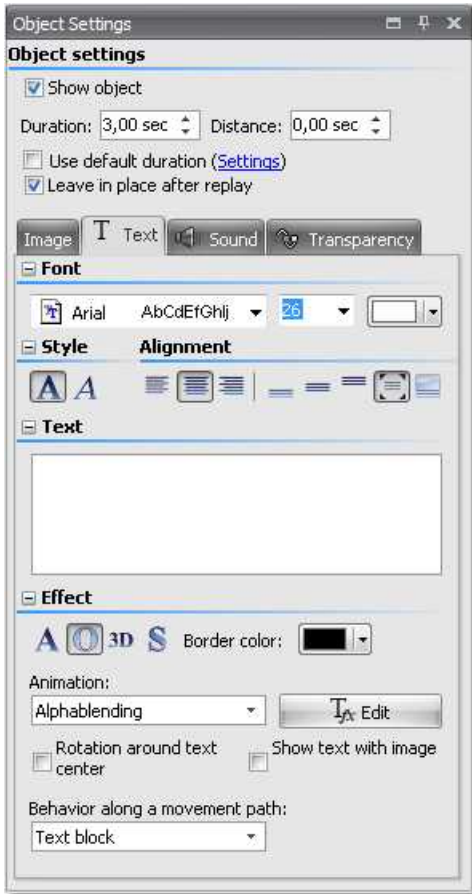 Object Settings
Object settings
Show object
Duration: 3,00 sec Distance: 0,00 sec
Use default duration (Settings)
Leave in place after replay
Image T Text Sound Transparency
Font
Arial AbCdEfGhIj 26
Style Alignment
A A
Text
Effect
A O 3D S Border color:
Animation:
Alphablending Edit
Rotation around text center
Show text with image
Behavior along a movement path:
Text block